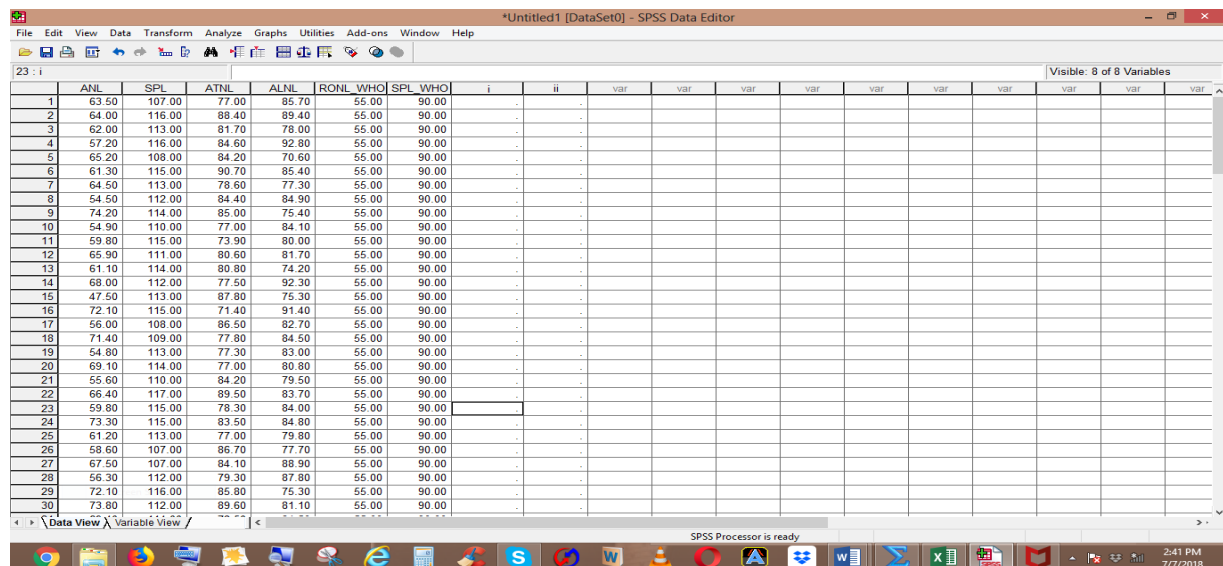 *Untitled1 [DataSet0] - SPSS Data Editor
File Edit View Data Transform Analyze Graphs Utilities Add-ons Window Help
23 : i Visible: 8 of 8 Variables
ANL SPL ATNL ALNL RONL_WHO SPL_WHO i ii var var var var var var var var var
1 63.50 107.00 77.00 85.70 55.00 90.00 . .
2 64.00 116.00 88.40 89.40 55.00 90.00 . .
3 62.00 113.00 81.70 78.00 55.00 90.00 . .
4 57.20 116.00 84.60 92.80 55.00 90.00 . .
5 65.20 108.00 84.20 70.60 55.00 90.00 . .
6 61.30 115.00 90.70 85.40 55.00 90.00 . .
7 64.50 113.00 78.60 77.30 55.00 90.00 . .
8 54.50 112.00 84.40 84.90 55.00 90.00 . .
9 74.20 114.00 85.00 75.40 55.00 90.00 . .
10 54.90 110.00 77.00 84.10 55.00 90.00 . .
11 59.80 115.00 73.90 80.00 55.00 90.00 . .
12 65.90 111.00 80.60 81.70 55.00 90.00 . .
13 61.10 114.00 80.80 74.20 55.00 90.00 . .
14 68.00 112.00 77.50 92.30 55.00 90.00 . .
15 47.50 113.00 87.80 75.30 55.00 90.00 . .
16 72.10 115.00 71.40 91.40 55.00 90.00 . .
17 56.00 108.00 86.50 82.70 55.00 90.00 . .
18 71.40 109.00 77.80 84.50 55.00 90.00 . .
19 54.80 113.00 77.30 83.00 55.00 90.00 . .
20 69.10 114.00 77.00 80.80 55.00 90.00 . .
21 55.60 110.00 84.20 79.50 55.00 90.00 . .
22 66.40 117.00 89.50 83.70 55.00 90.00 . .
23 59.80 115.00 78.30 84.00 55.00 90.00 . .
24 73.30 115.00 83.50 84.80 55.00 90.00 . .
25 61.20 113.00 77.00 79.80 55.00 90.00 . .
26 58.60 107.00 86.70 77.70 55.00 90.00 . .
27 67.50 107.00 84.10 88.90 55.00 90.00 . .
28 56.30 112.00 79.30 87.80 55.00 90.00 . .
29 72.10 116.00 85.80 75.30 55.00 90.00 . .
30 73.80 112.00 89.60 81.10 55.00 90.00 . .
Data View Variable View
SPSS Processor is ready
2:41 PM
7/7/2018